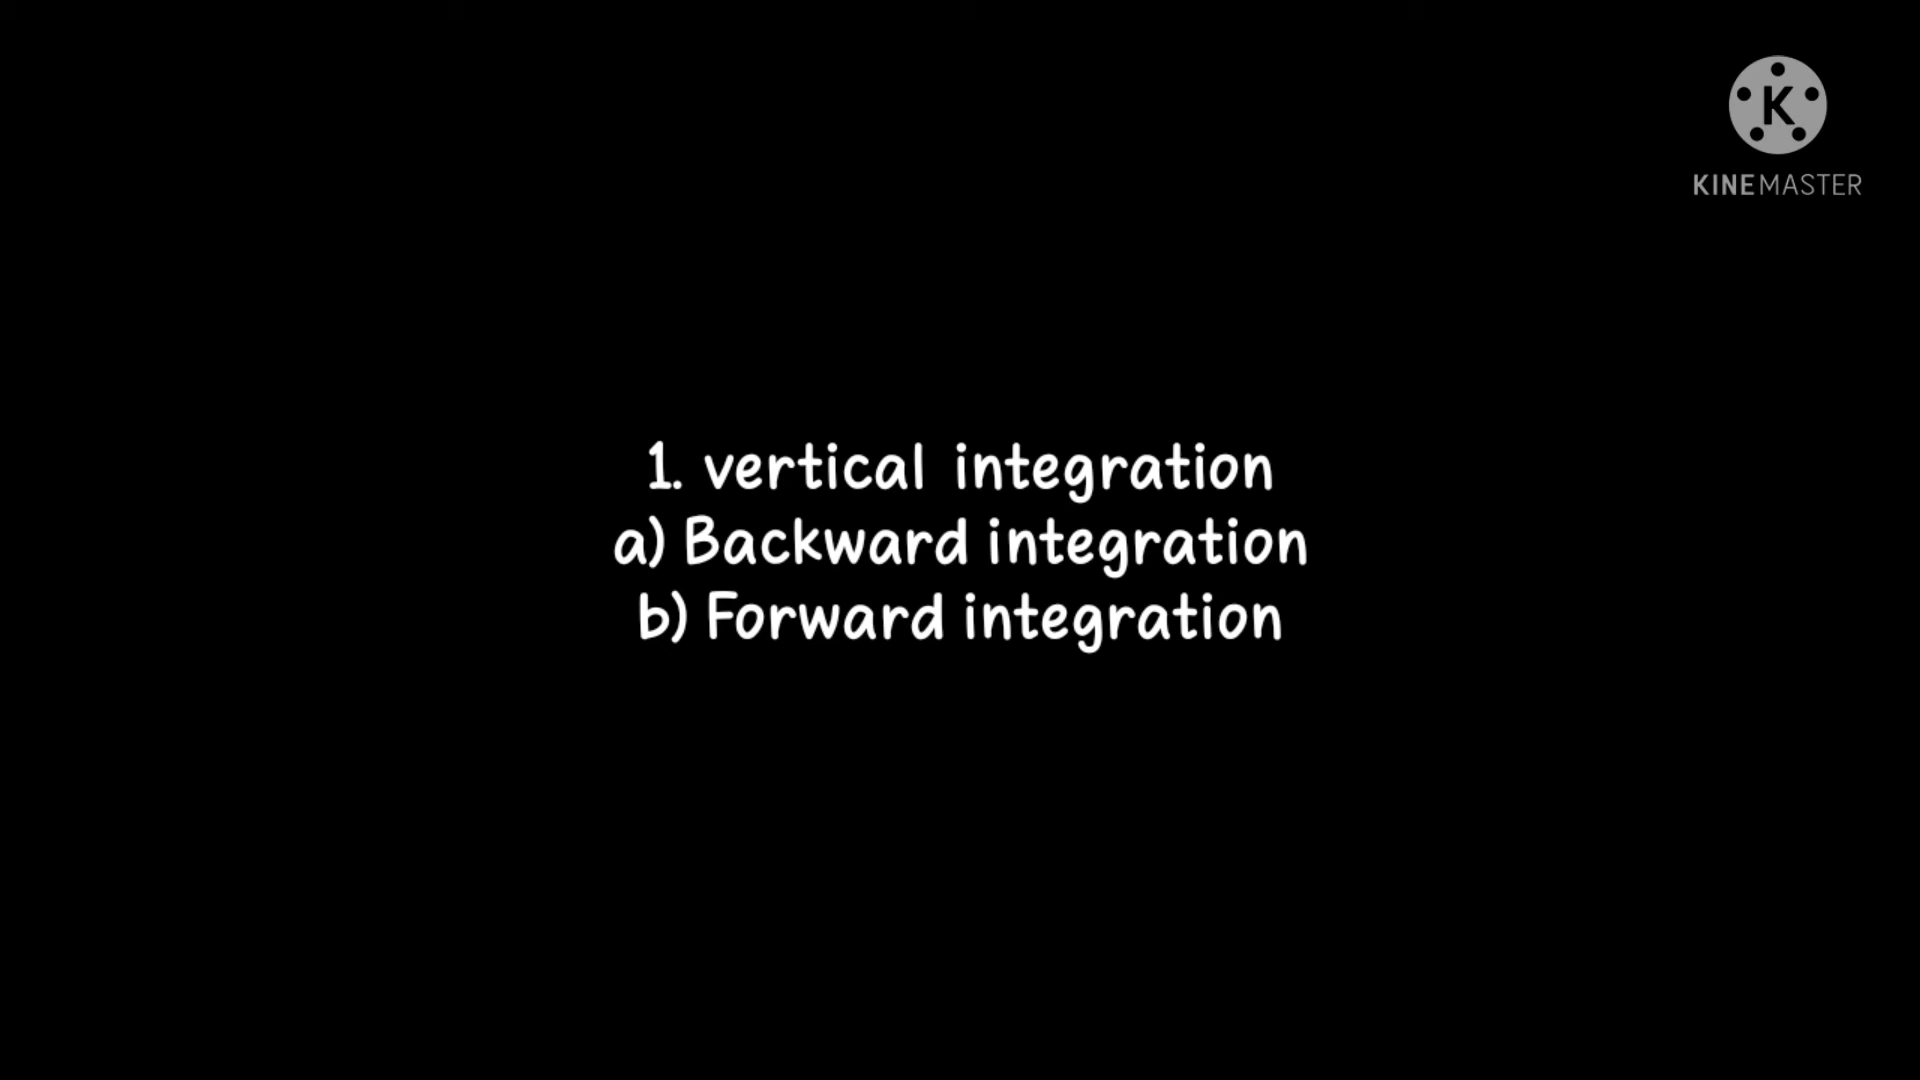 K
KINEMASTER
1. vertical integration
a) Backward integration
b) Forward integration